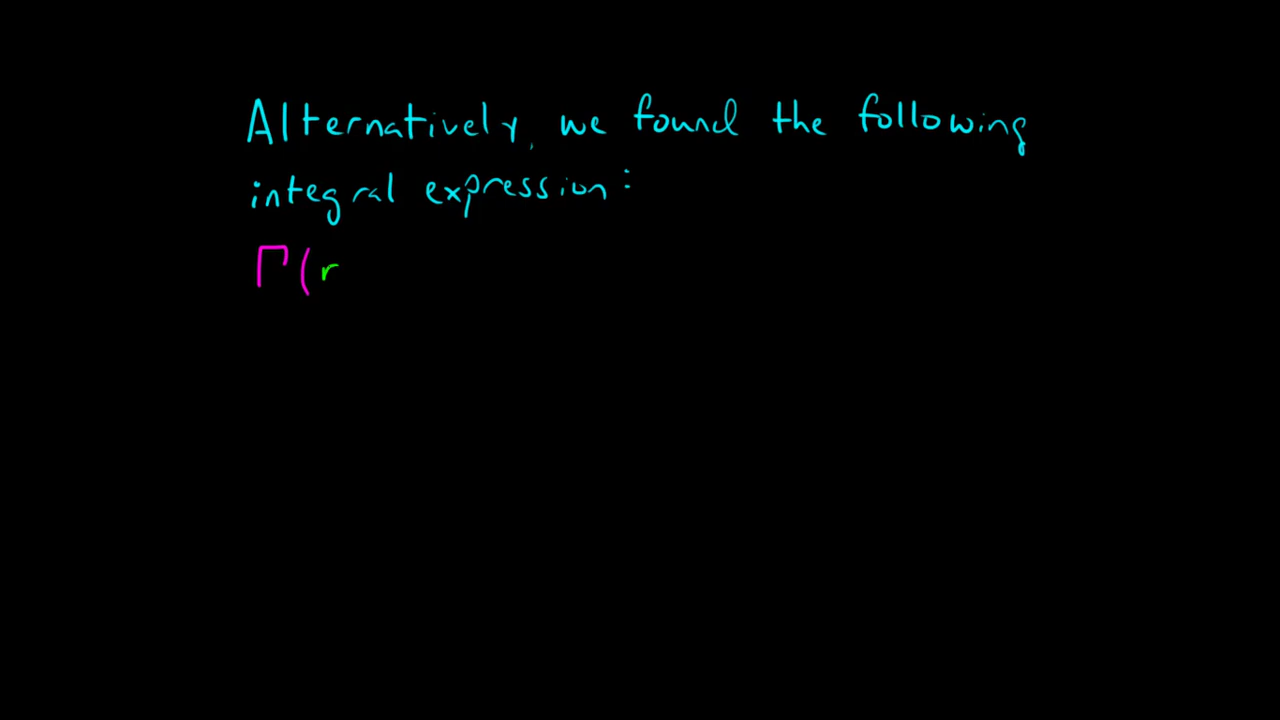 Alternatively, we found the following
integral expression:
Γ(r